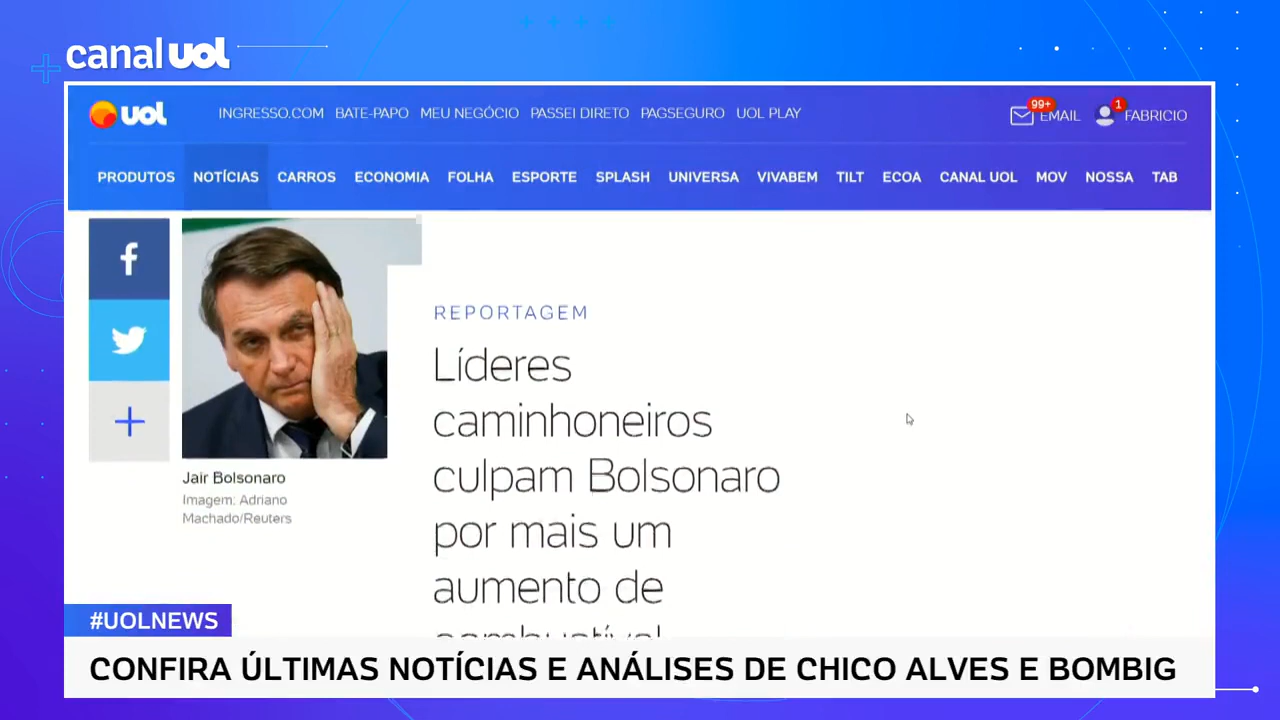 canal uol
uol
INGRESSO.COM BATE-PAPO MEU NEGÓCIO PASSEI DIRETO PAGSEGURO UOL PLAY
99+ EMAIL 1 FABRICIO
PRODUTOS NOTÍCIAS CARROS ECONOMIA FOLHA ESPORTE SPLASH UNIVERSA VIVABEM TILT ECOA CANAL UOL MOV NOSSA TAB
Jair Bolsonaro
Imagem: Adriano
Machado/Reuters
REPORTAGEM
Líderes
caminhoneiros
culpam Bolsonaro
por mais um
aumento de
combustível
#UOLNEWS
CONFIRA ÚLTIMAS NOTÍCIAS E ANÁLISES DE CHICO ALVES E BOMBIG